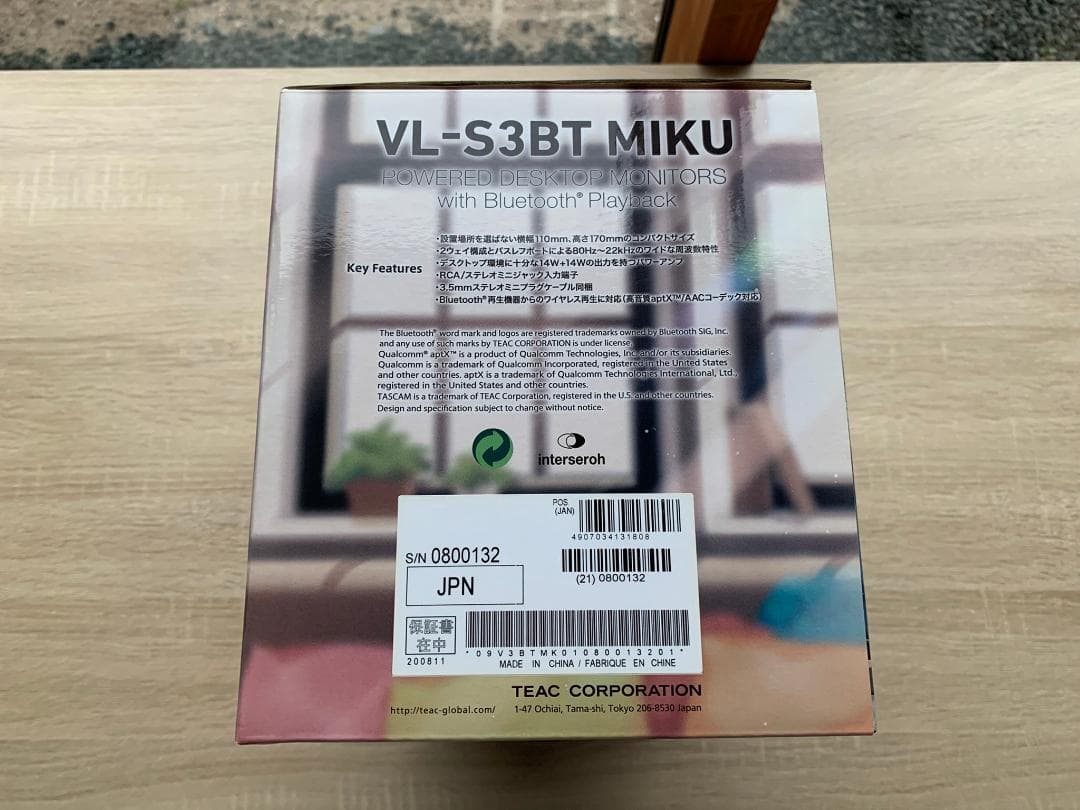 VL-S3BT MIKU
POWERED DESKTOP MONITORS
with Bluetooth® Playback
Key Features
・設置場所を選ばない横幅110mm、高さ170mmのコンパクトサイズ
・2ウェイ構成とバスレフポートによる80Hz〜22kHzのワイドな周波数特性
・デスクトップ環境に十分な14W+14Wの出力を持つパワーアンプ
・RCA/ステレオミニジャック入力端子
・3.5mmステレオミニプラグケーブル同梱
・Bluetooth®再生機器からのワイヤレス再生に対応(高音質aptX™/AACコーデック対応)
The Bluetooth® word mark and logos are registered trademarks owned by Bluetooth SIG, Inc.
and any use of such marks by TEAC CORPORATION is under license.
Qualcomm® aptX™ is a product of Qualcomm Technologies, Inc. and/or its subsidiaries.
Qualcomm is a trademark of Qualcomm Incorporated, registered in the United States
and other countries. aptX is a trademark of Qualcomm Technologies International, Ltd.,
registered in the United States and other countries.
TASCAM is a trademark of TEAC Corporation, registered in the U.S. and other countries.
Design and specification subject to change without notice.
interseroh
POS
(JAN)
4907034131808
S/N 0800132
(21) 0800132
JPN
保証書
在中
200811
*09V3BTMK01080013201*
MADE IN CHINA / FABRIQUE EN CHINE
TEAC CORPORATION
http://teac-global.com/ 1-47 Ochiai, Tama-shi, Tokyo 206-8530 Japan